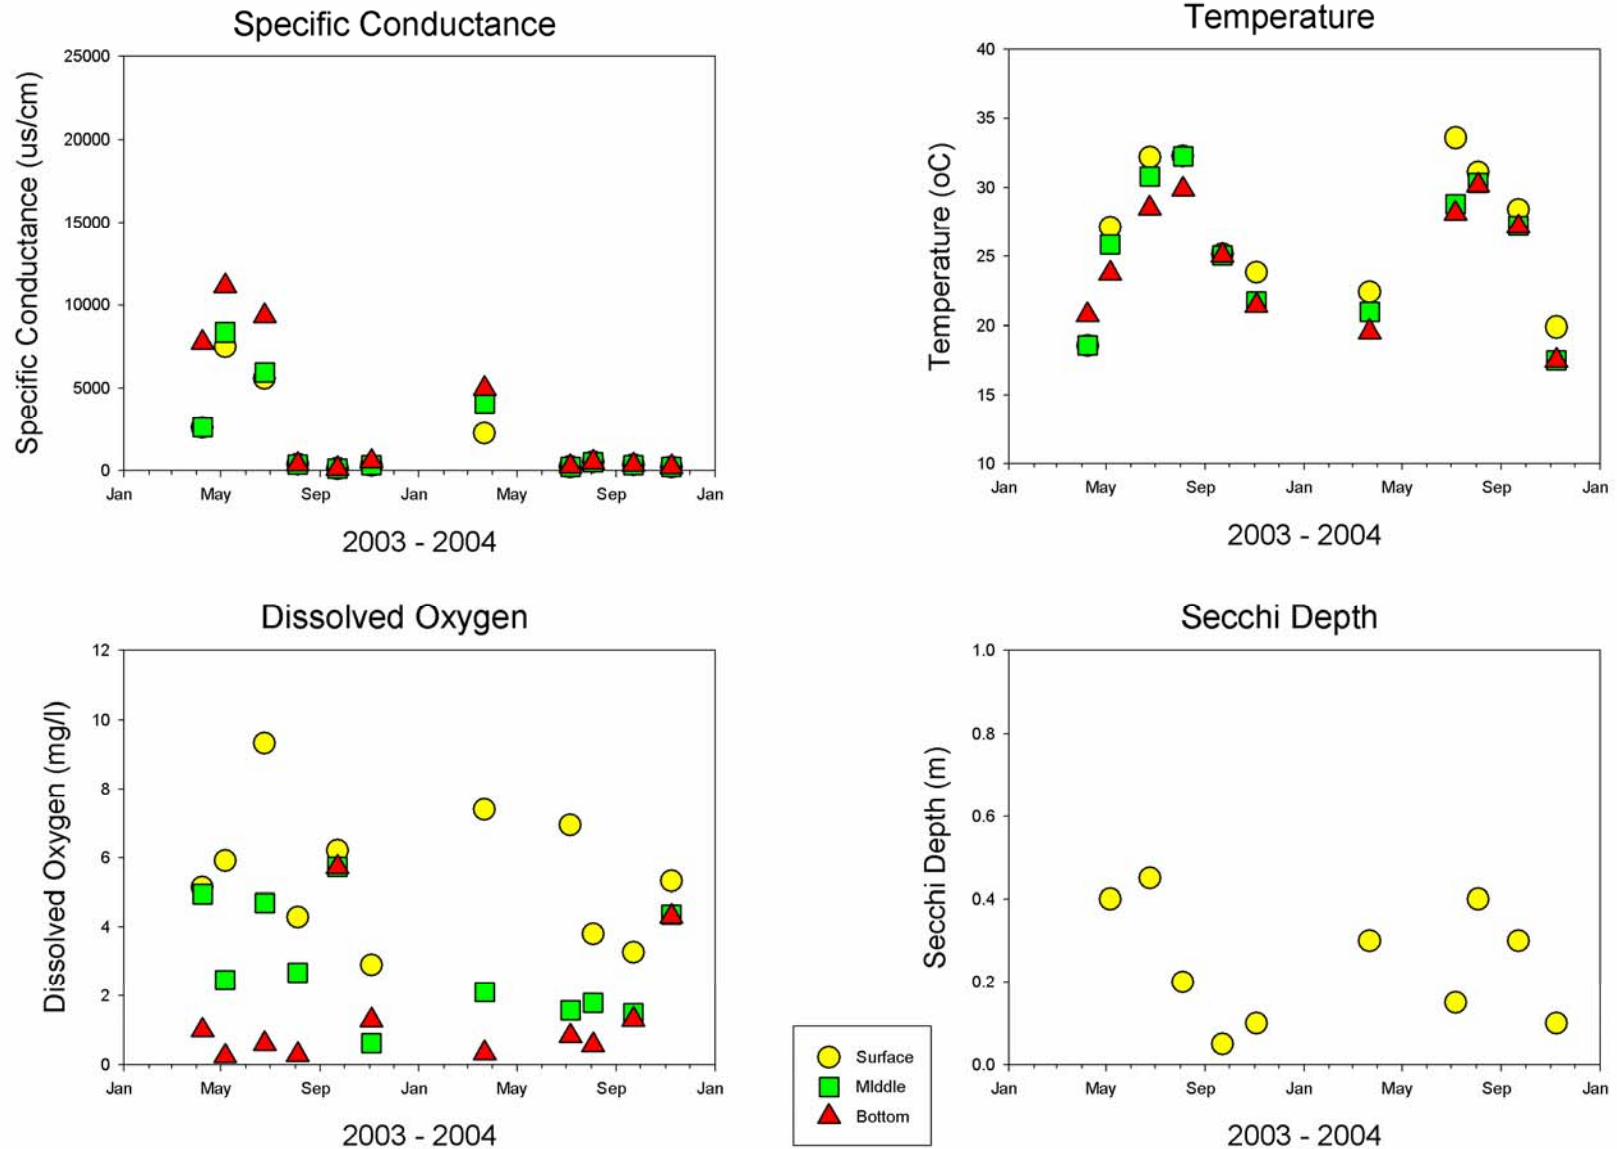 Specific Conductance
Specific Conductance (us/cm)
25000
20000
15000
10000
5000
0
Jan May Sep Jan May Sep Jan
2003 - 2004
Temperature
Temperature (oC)
40
35
30
25
20
15
10
Jan May Sep Jan May Sep Jan
2003 - 2004
Dissolved Oxygen
Dissolved Oxygen (mg/l)
12
10
8
6
4
2
0
Jan May Sep Jan May Sep Jan
2003 - 2004
Surface
MIddle
Bottom
Secchi Depth
Secchi Depth (m)
1.0
0.8
0.6
0.4
0.2
0.0
Jan May Sep Jan May Sep Jan
2003 - 2004